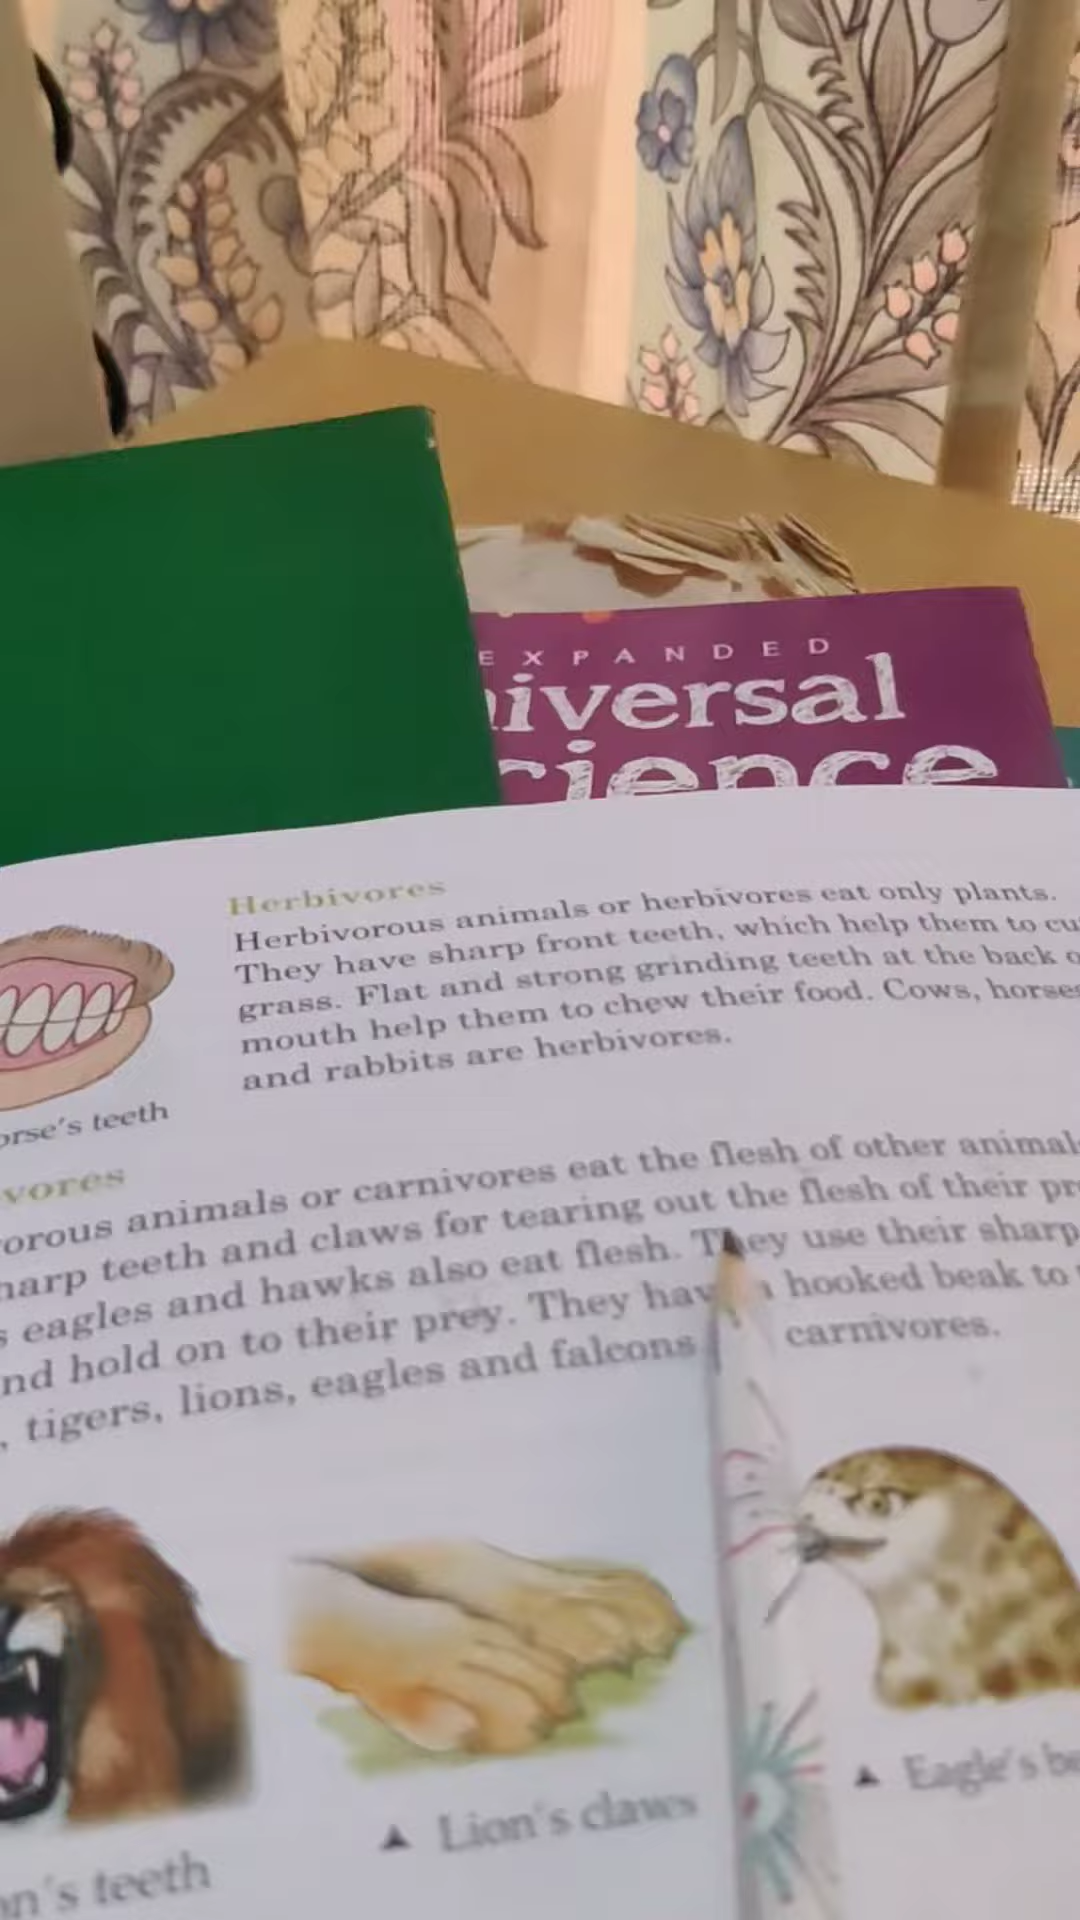 EXPANDED
niversal
cience
Herbivores
Herbivorous animals or herbivores eat only plants.
They have sharp front teeth, which help them to cu
grass. Flat and strong grinding teeth at the back o
mouth help them to chew their food. Cows, horses
and rabbits are herbivores.
orse's teeth
vores
orous animals or carnivores eat the flesh of other animal
harp teeth and claws for tearing out the flesh of their pr
s eagles and hawks also eat flesh. They use their sharp
nd hold on to their prey. They hav a hooked beak to
, tigers, lions, eagles and falcons carnivores.
on's teeth
▲ Lion's claws
▲ Eagle's be